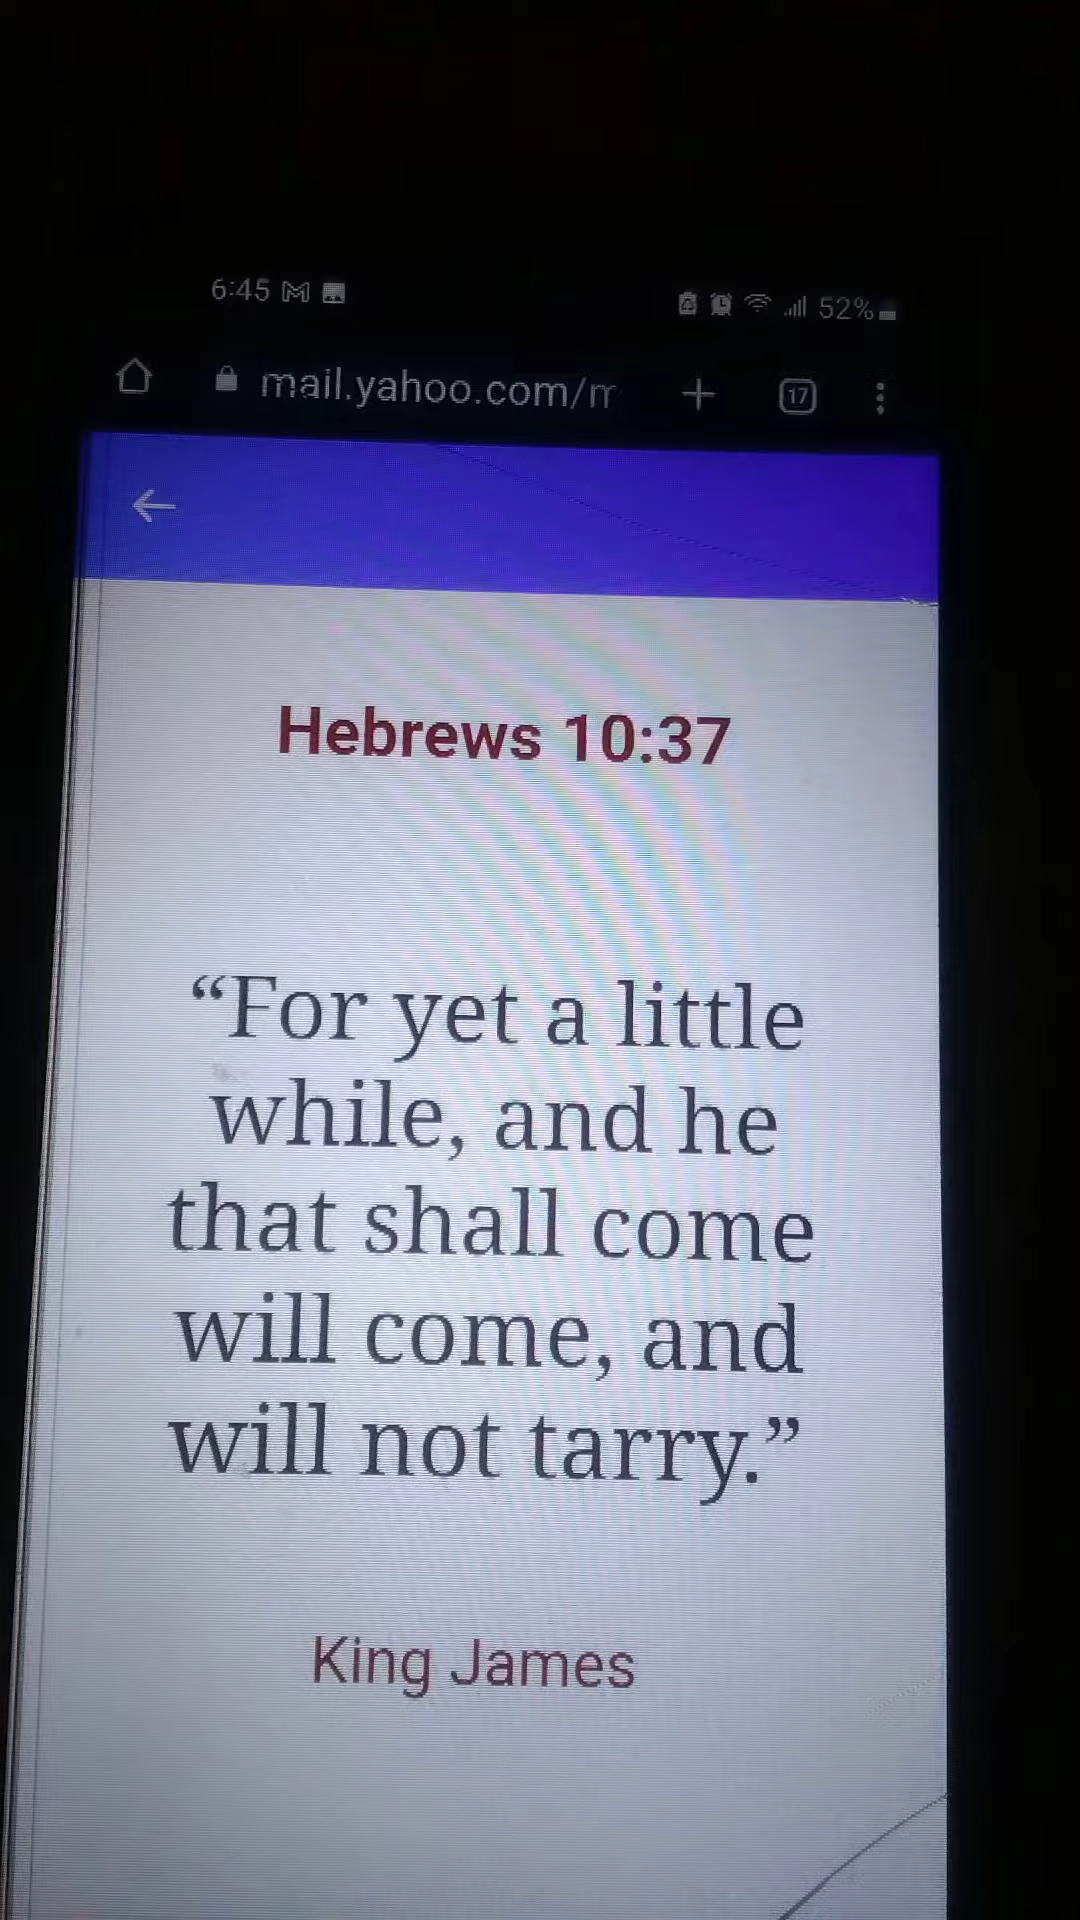 6:45
52%
mail.yahoo.com/m
17
Hebrews 10:37
“For yet a little
while, and he
that shall come
will come, and
will not tarry.”
King James